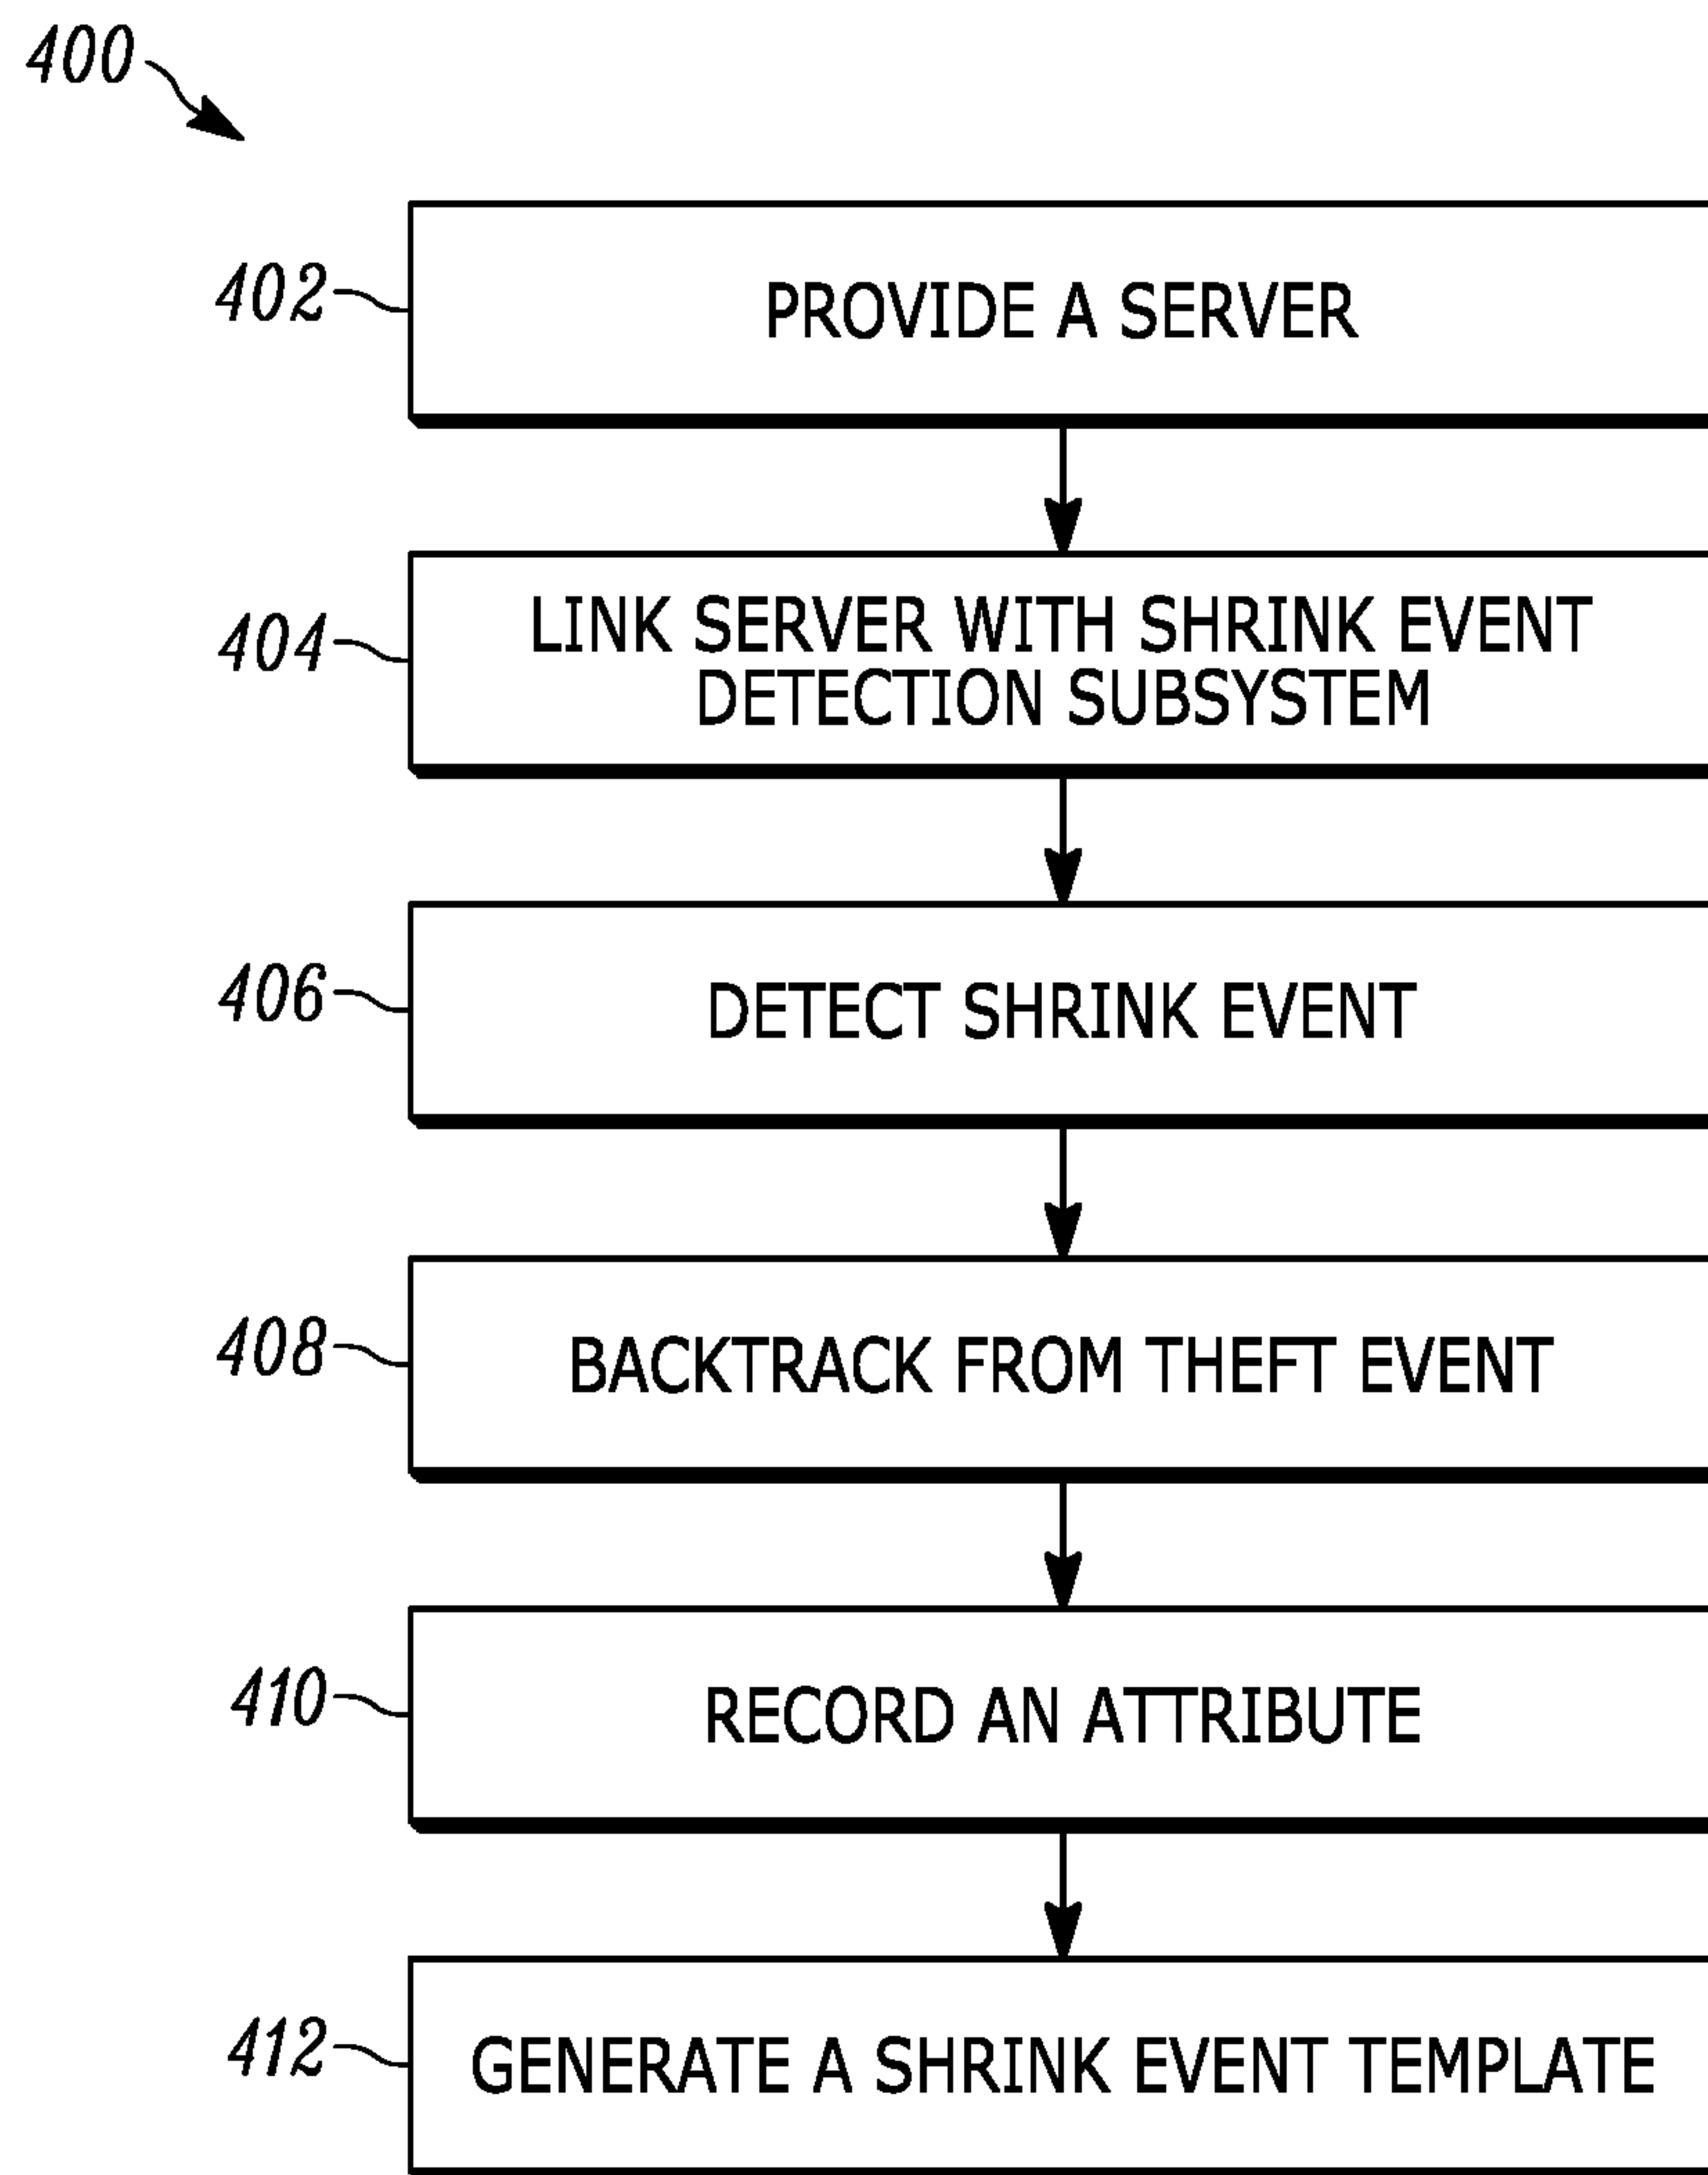 400
402
PROVIDE A SERVER
404
LINK SERVER WITH SHRINK EVENT
DETECTION SUBSYSTEM
406
DETECT SHRINK EVENT
408
BACKTRACK FROM THEFT EVENT
410
RECORD AN ATTRIBUTE
412
GENERATE A SHRINK EVENT TEMPLATE